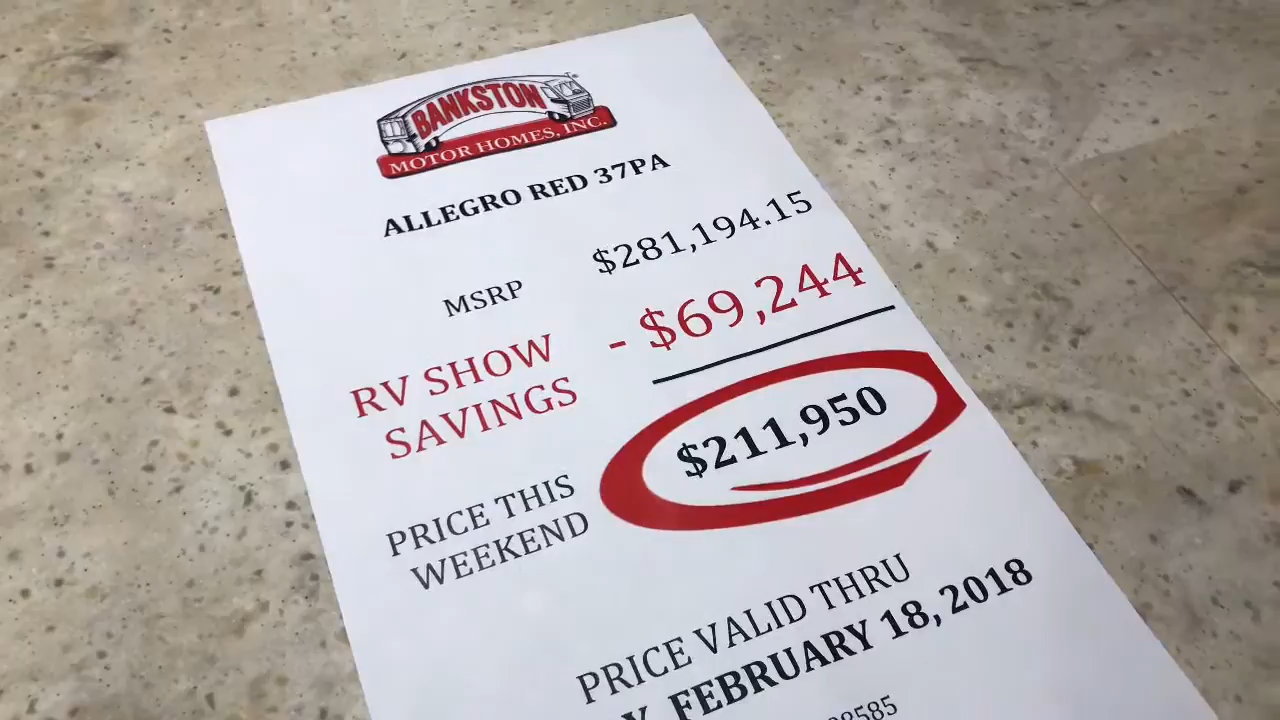 BANKSTON
MOTOR HOMES, INC.
ALLEGRO RED 37PA
MSRP $281,194.15
RV SHOW
SAVINGS - $69,244
PRICE THIS
WEEKEND $211,950
PRICE VALID THRU
FEBRUARY 18, 2018